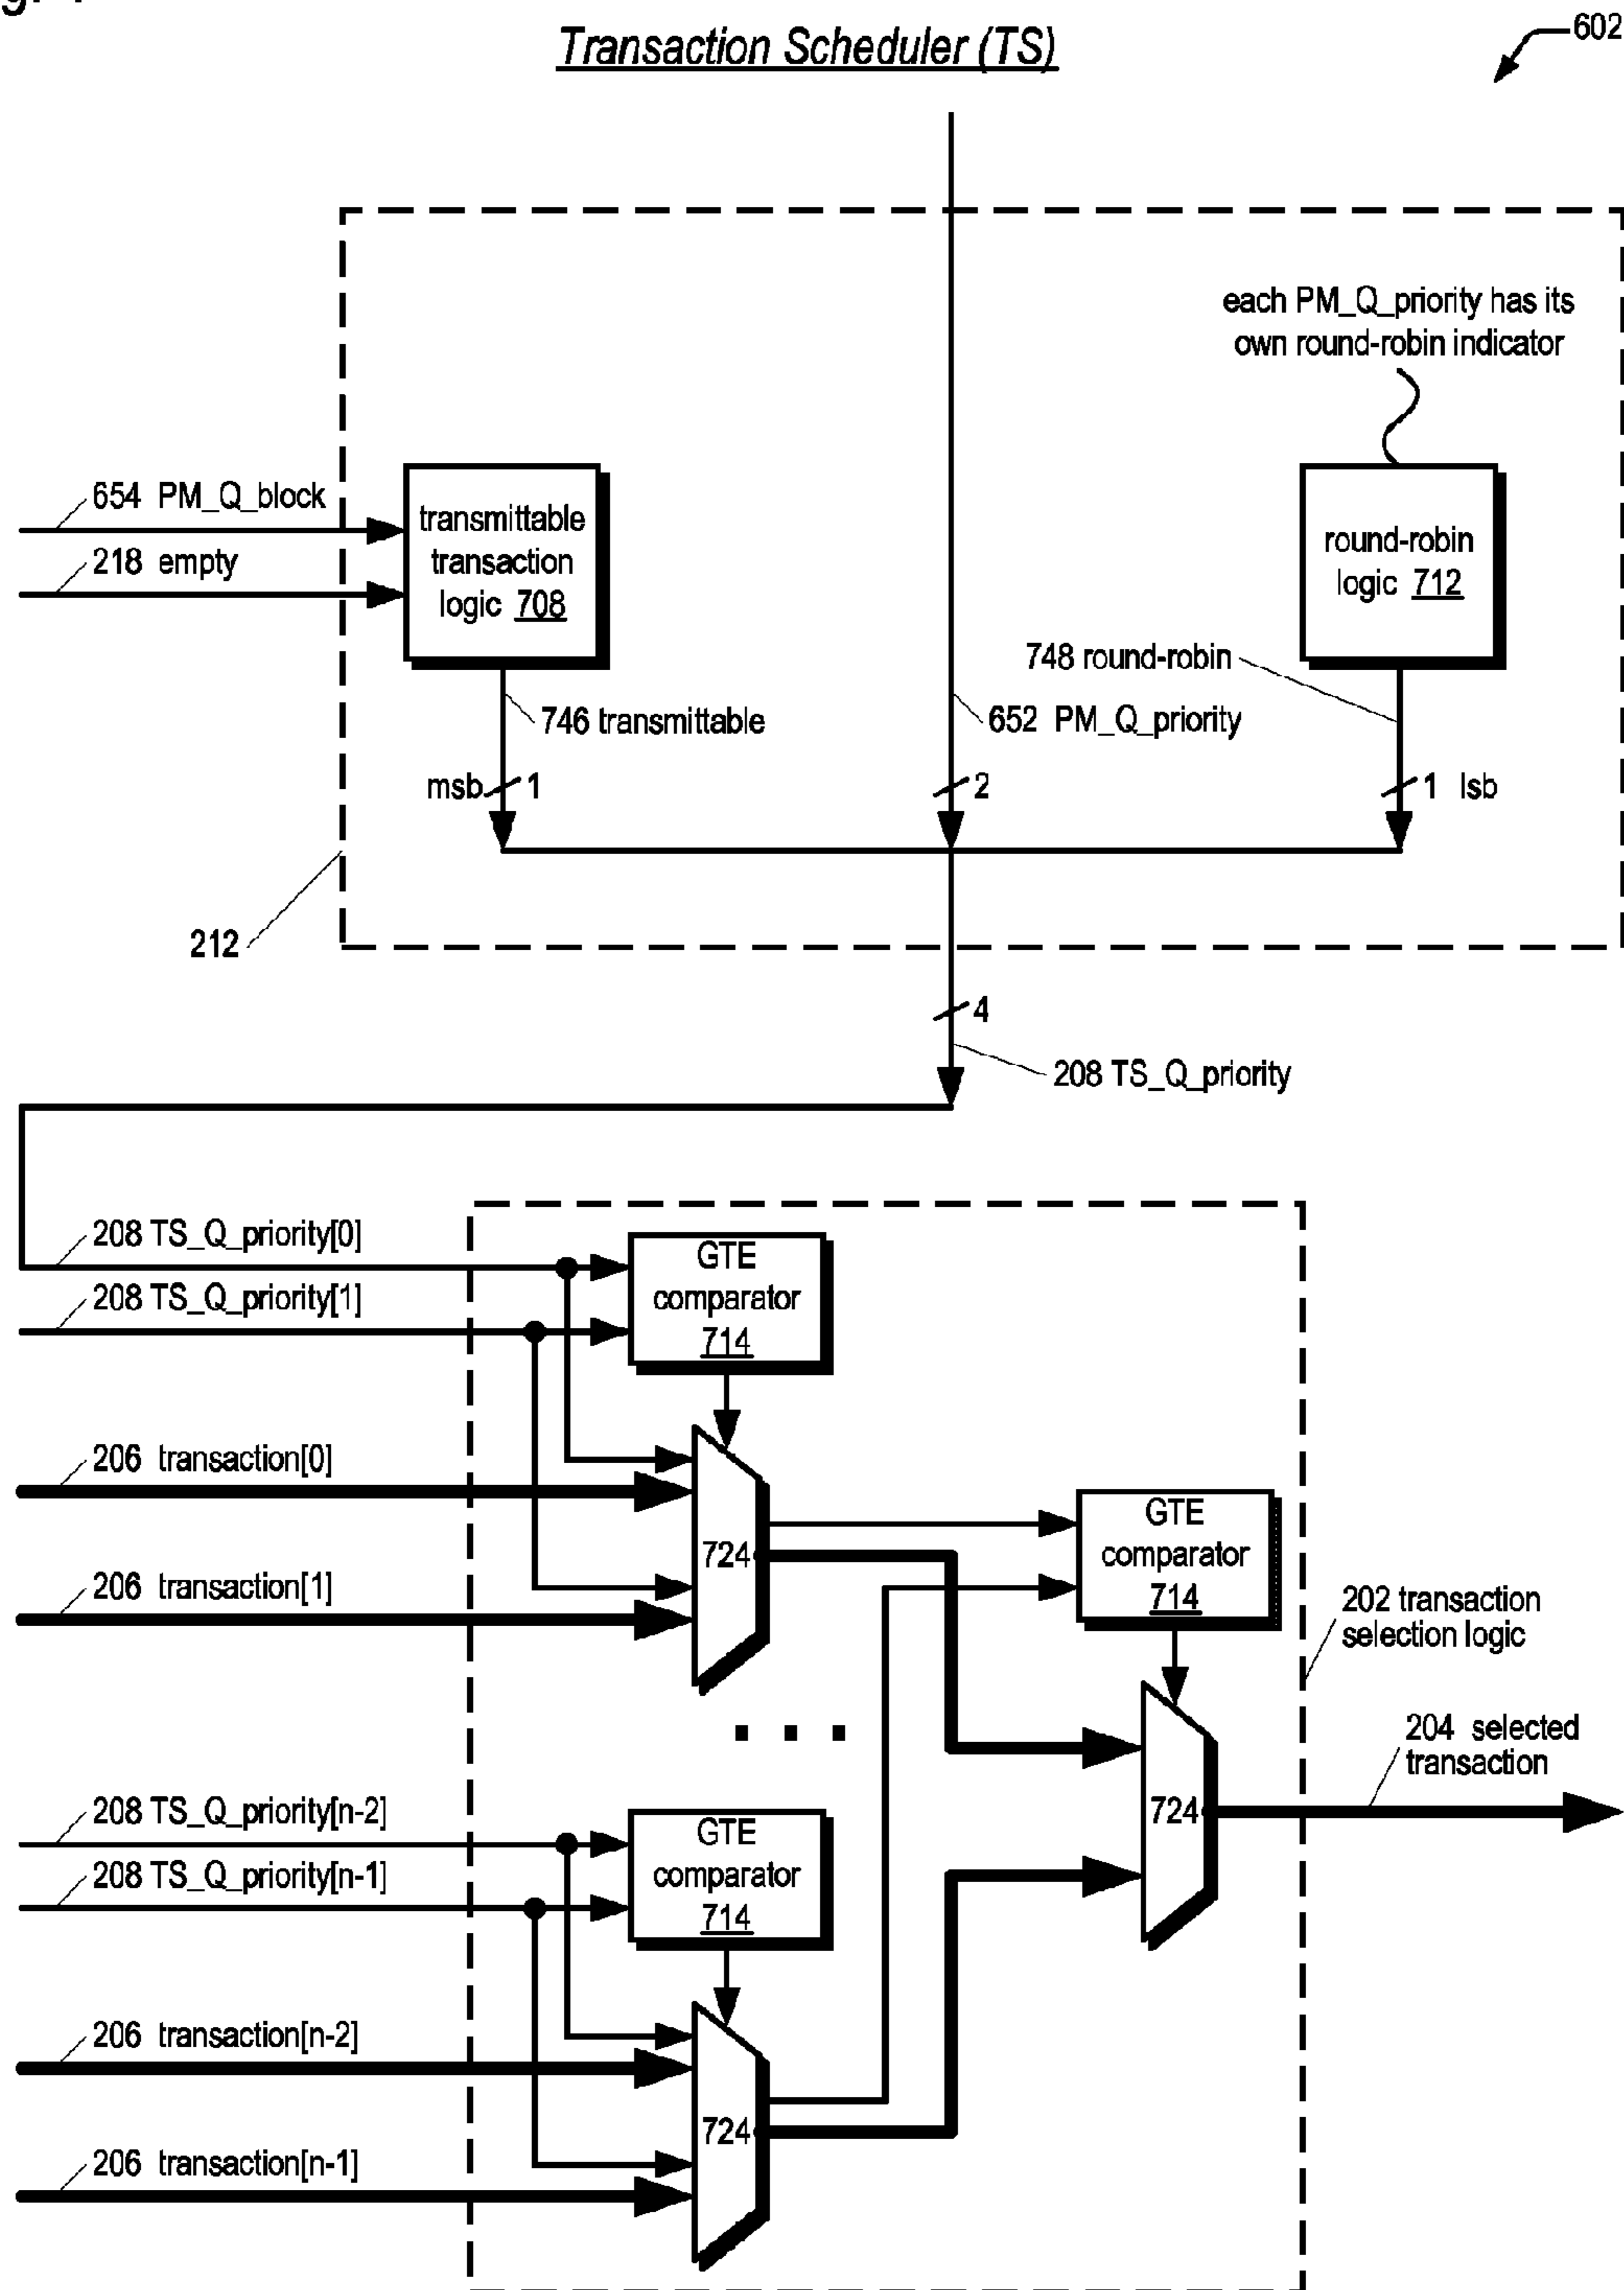 Transaction Scheduler (TS)
602
each PM_Q_priority has its
own round-robin indicator
654 PM_Q_block
218 empty
transmittable
transaction
logic 708
round-robin
logic 712
748 round-robin
746 transmittable
652 PM_Q_priority
msb 1
2
1 lsb
212
4
208 TS_Q_priority
208 TS_Q_priority[0]
208 TS_Q_priority[1]
GTE
comparator
714
206 transaction[0]
206 transaction[1]
724
GTE
comparator
714
202 transaction
selection logic
. . .
204 selected
transaction
724
208 TS_Q_priority[n-2]
208 TS_Q_priority[n-1]
GTE
comparator
714
206 transaction[n-2]
206 transaction[n-1]
724